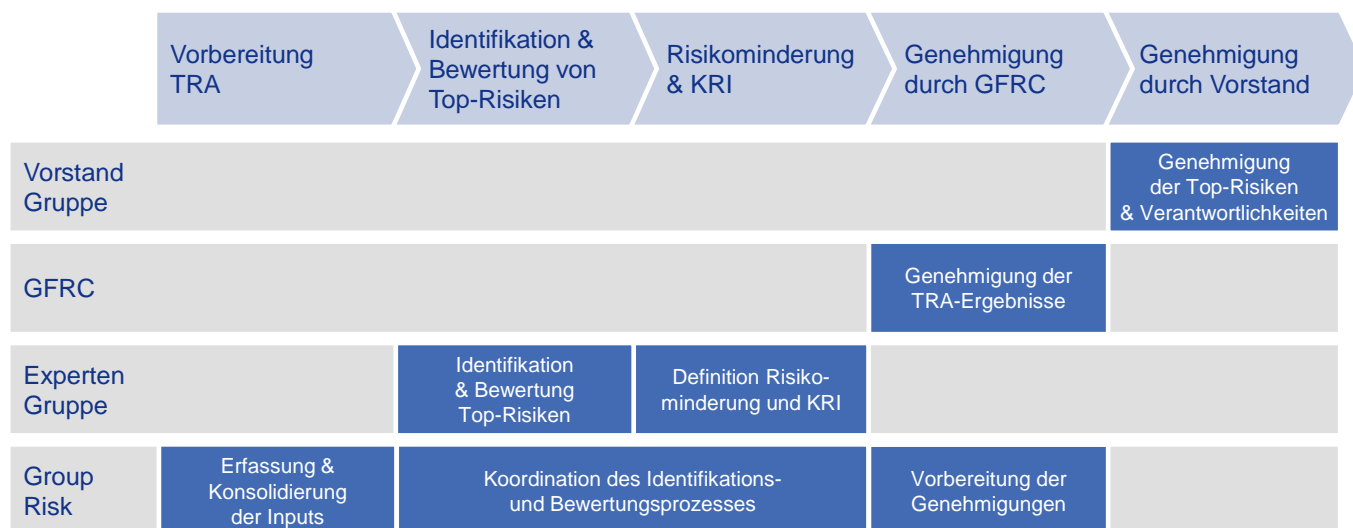 Vorbereitung
TRA
Identifikation &
Bewertung von
Top-Risiken
Risikominderung
& KRI
Genehmigung
durch GFRC
Genehmigung
durch Vorstand
Vorstand
Gruppe
Genehmigung
der Top-Risiken
& Verantwortlichkeiten
GFRC
Genehmigung der
TRA-Ergebnisse
Experten
Gruppe
Identifikation
& Bewertung
Top-Risiken
Definition Risiko-
minderung und KRI
Group
Risk
Erfassung &
Konsolidierung
der Inputs
Koordination des Identifikations-
und Bewertungsprozesses
Vorbereitung der
Genehmigungen